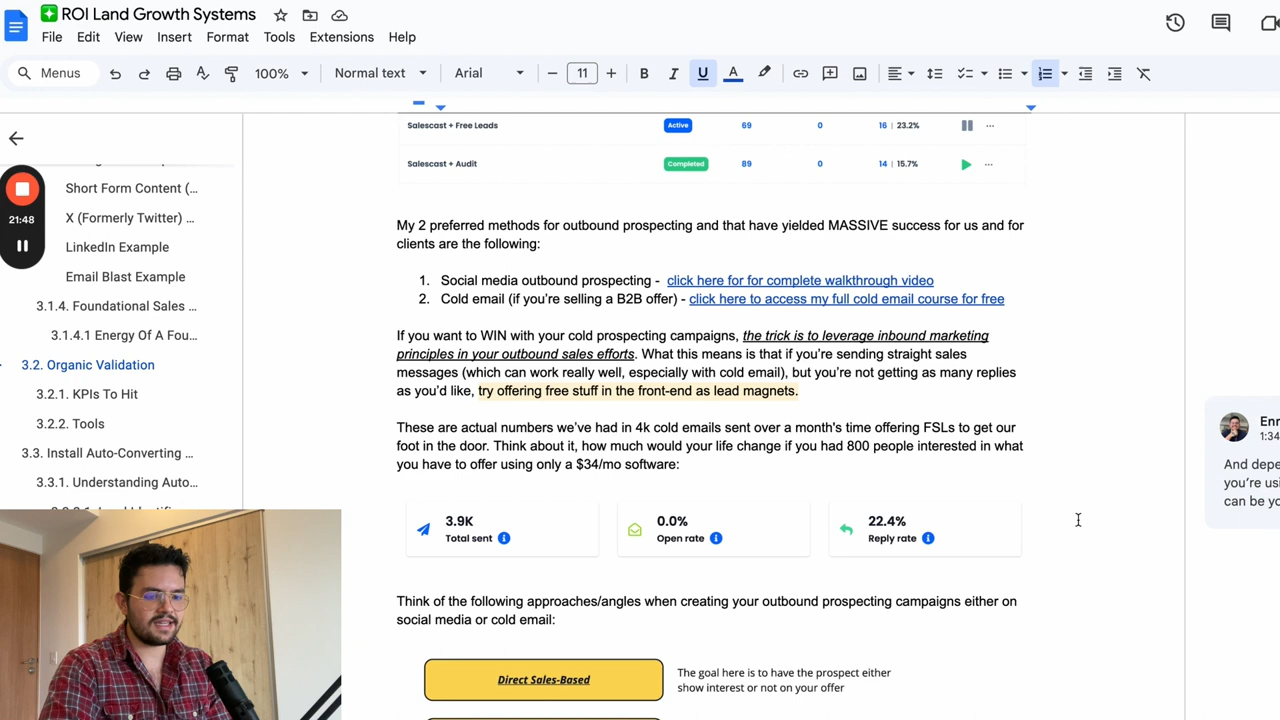 ROI Land Growth Systems
File Edit View Insert Format Tools Extensions Help
Menus 100% Normal text Arial 11 B I U A
Short Form Content (…
X (Formerly Twitter) …
LinkedIn Example
Email Blast Example
3.1.4. Foundational Sales …
3.1.4.1 Energy Of A Fou…
3.2. Organic Validation
3.2.1. KPIs To Hit
3.2.2. Tools
3.3. Install Auto-Converting …
3.3.1. Understanding Auto…
21:48
Salescast + Free Leads Active 69 0 16 | 23.2%
Salescast + Audit Completed 89 0 14 | 15.7%
My 2 preferred methods for outbound prospecting and that have yielded MASSIVE success for us and for
clients are the following:
1. Social media outbound prospecting - click here for for complete walkthrough video
2. Cold email (if you're selling a B2B offer) - click here to access my full cold email course for free
If you want to WIN with your cold prospecting campaigns, the trick is to leverage inbound marketing
principles in your outbound sales efforts. What this means is that if you're sending straight sales
messages (which can work really well, especially with cold email), but you're not getting as many replies
as you'd like, try offering free stuff in the front-end as lead magnets.
These are actual numbers we've had in 4k cold emails sent over a month's time offering FSLs to get our
foot in the door. Think about it, how much would your life change if you had 800 people interested in what
you have to offer using only a $34/mo software:
3.9K
Total sent
0.0%
Open rate
22.4%
Reply rate
Think of the following approaches/angles when creating your outbound prospecting campaigns either on
social media or cold email:
Direct Sales-Based
The goal here is to have the prospect either
show interest or not on your offer
Enr
1:34
And depe
you're usi
can be yo